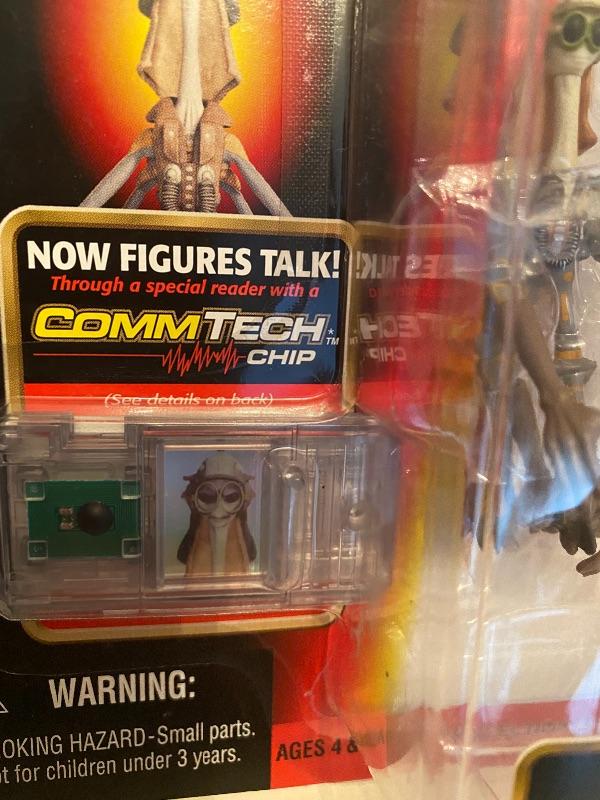 NOW FIGURES TALK!
Through a special reader with a
COMMTECH*™
CHIP
(See details on back)
WARNING:
OKING HAZARD-Small parts.
t for children under 3 years.
AGES 4 &